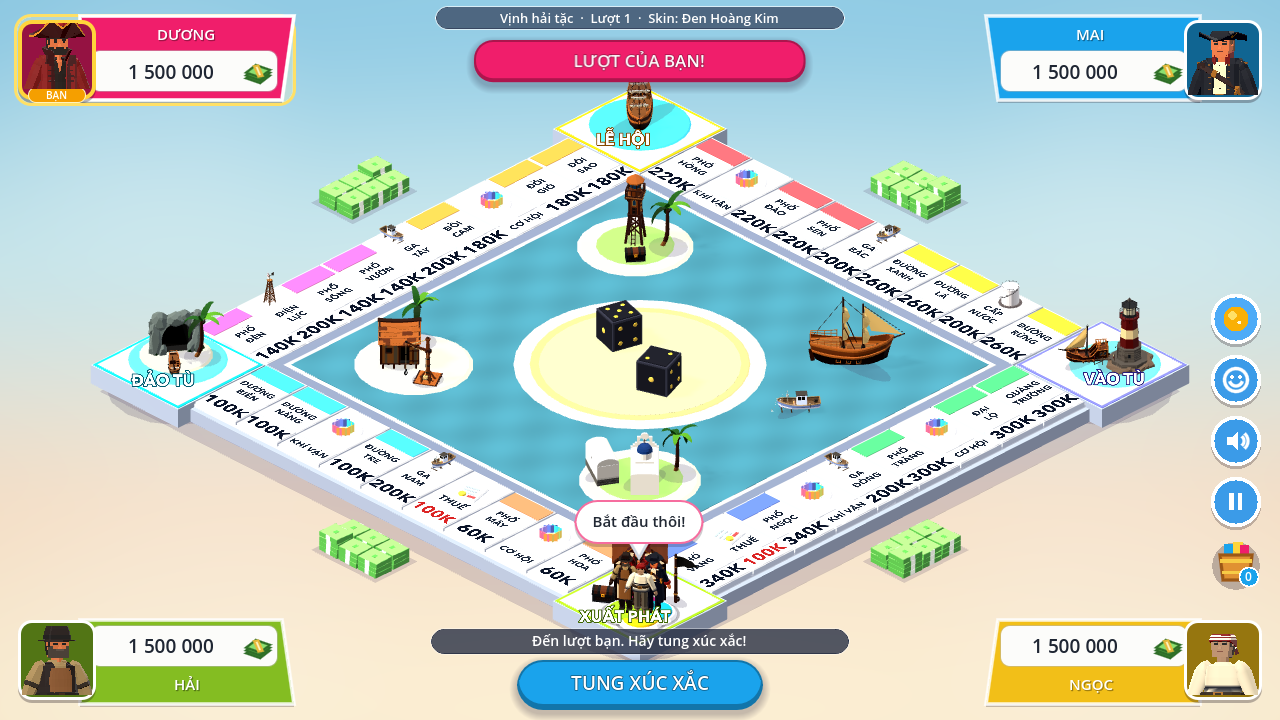 Vịnh hải tặc · Lượt 1 · Skin: Đen Hoàng Kim
DƯƠNG
1 500 000
BẠN
LƯỢT CỦA BẠN!
MAI
1 500 000
LỄ HỘI
ĐÔI SAO
180K
ĐỒI GIÓ
180K
CƠ HỘI
ĐỒI CAM
180K
GA TÂY
200K
PHỐ VƯỜN
140K
PHỐ SÔNG
140K
ĐIỆN LỰC
200K
PHỐ SEN
140K
PHỐ HỒNG
220K
KHÍ VẬN
PHỐ ĐÀO
220K
PHỐ SEN
220K
GA BẮC
200K
ĐƯỜNG XANH
260K
ĐƯỜNG LÁ
260K
CẤP NƯỚC
200K
ĐƯỜNG RỪNG
260K
ĐẢO TÙ
VÀO TÙ
ĐƯỜNG BIỂN
100K
ĐƯỜNG NẮNG
100K
KHÍ VẬN
ĐƯỜNG TRE
100K
GA NAM
200K
THUẾ
100K
PHỐ MÂY
60K
CƠ HỘI
PHỐ HOA
60K
QUẢNG TRƯỜNG
300K
ĐẠI LỘ
300K
CƠ HỘI
PHỐ TRÀNG
300K
GA ĐÔNG
200K
KHÍ VẬN
PHỐ NGỌC
340K
THUẾ
100K
340K
Bắt đầu thôi!
XUẤT PHÁT
Đến lượt bạn. Hãy tung xúc xắc!
TUNG XÚC XẮC
1 500 000
HẢI
1 500 000
NGỌC
0